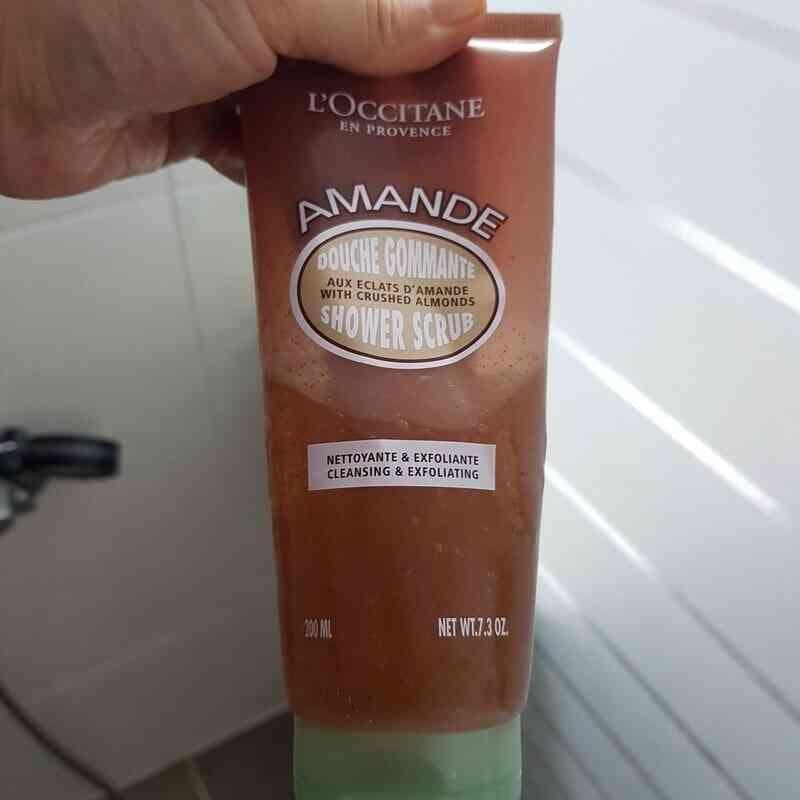 L'OCCITANE
EN PROVENCE
AMANDE
DOUCHE GOMMANTE
AUX ECLATS D'AMANDE
WITH CRUSHED ALMONDS
SHOWER SCRUB
NETTOYANTE & EXFOLIANTE
CLEANSING & EXFOLIATING
200 ML NET WT.7.3 OZ.